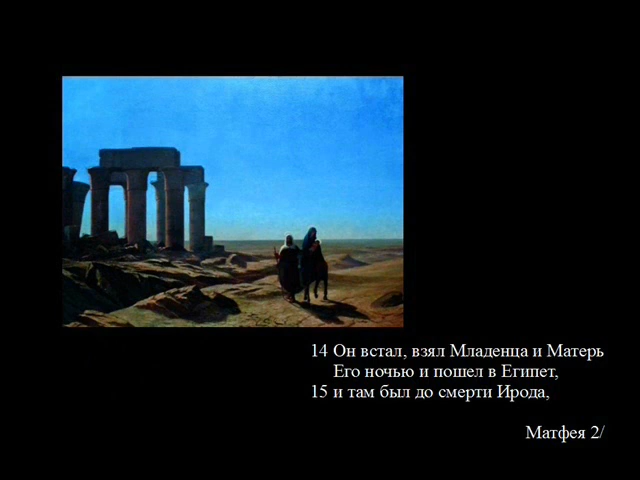 14 Он встал, взял Младенца и Матерь
Его ночью и пошел в Египет,
15 и там был до смерти Ирода,
Матфея 2/